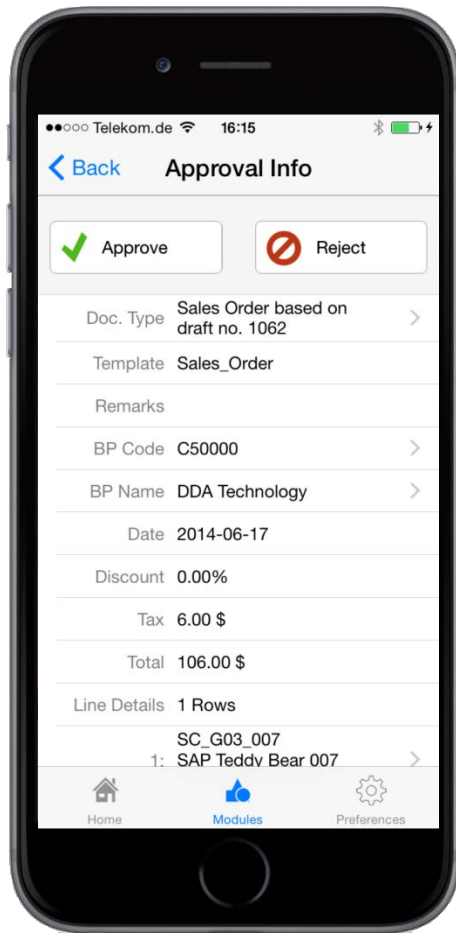 Telekom.de 16:15
Back Approval Info
Approve Reject
Doc. Type Sales Order based on
draft no. 1062
Template Sales_Order
Remarks
BP Code C50000
BP Name DDA Technology
Date 2014-06-17
Discount 0.00%
Tax 6.00 $
Total 106.00 $
Line Details 1 Rows
SC_G03_007
1: SAP Teddy Bear 007
Home Modules Preferences